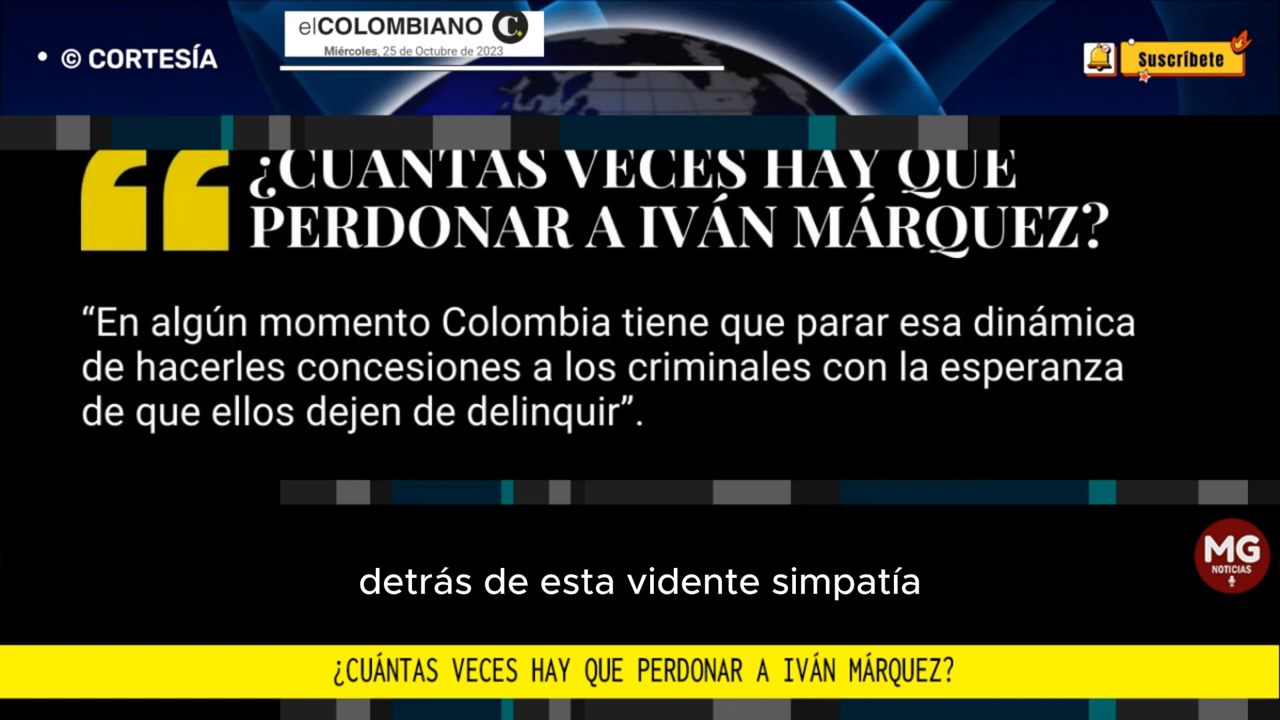 • © CORTESÍA
elCOLOMBIANO C.
Miércoles, 25 de Octubre de 2023
Suscríbete
“ ¿CUÁNTAS VECES HAY QUE
PERDONAR A IVÁN MÁRQUEZ?
“En algún momento Colombia tiene que parar esa dinámica
de hacerles concesiones a los criminales con la esperanza
de que ellos dejen de delinquir”.
MG
NOTICIAS
detrás de esta vidente simpatía
¿CUÁNTAS VECES HAY QUE PERDONAR A IVÁN MÁRQUEZ?